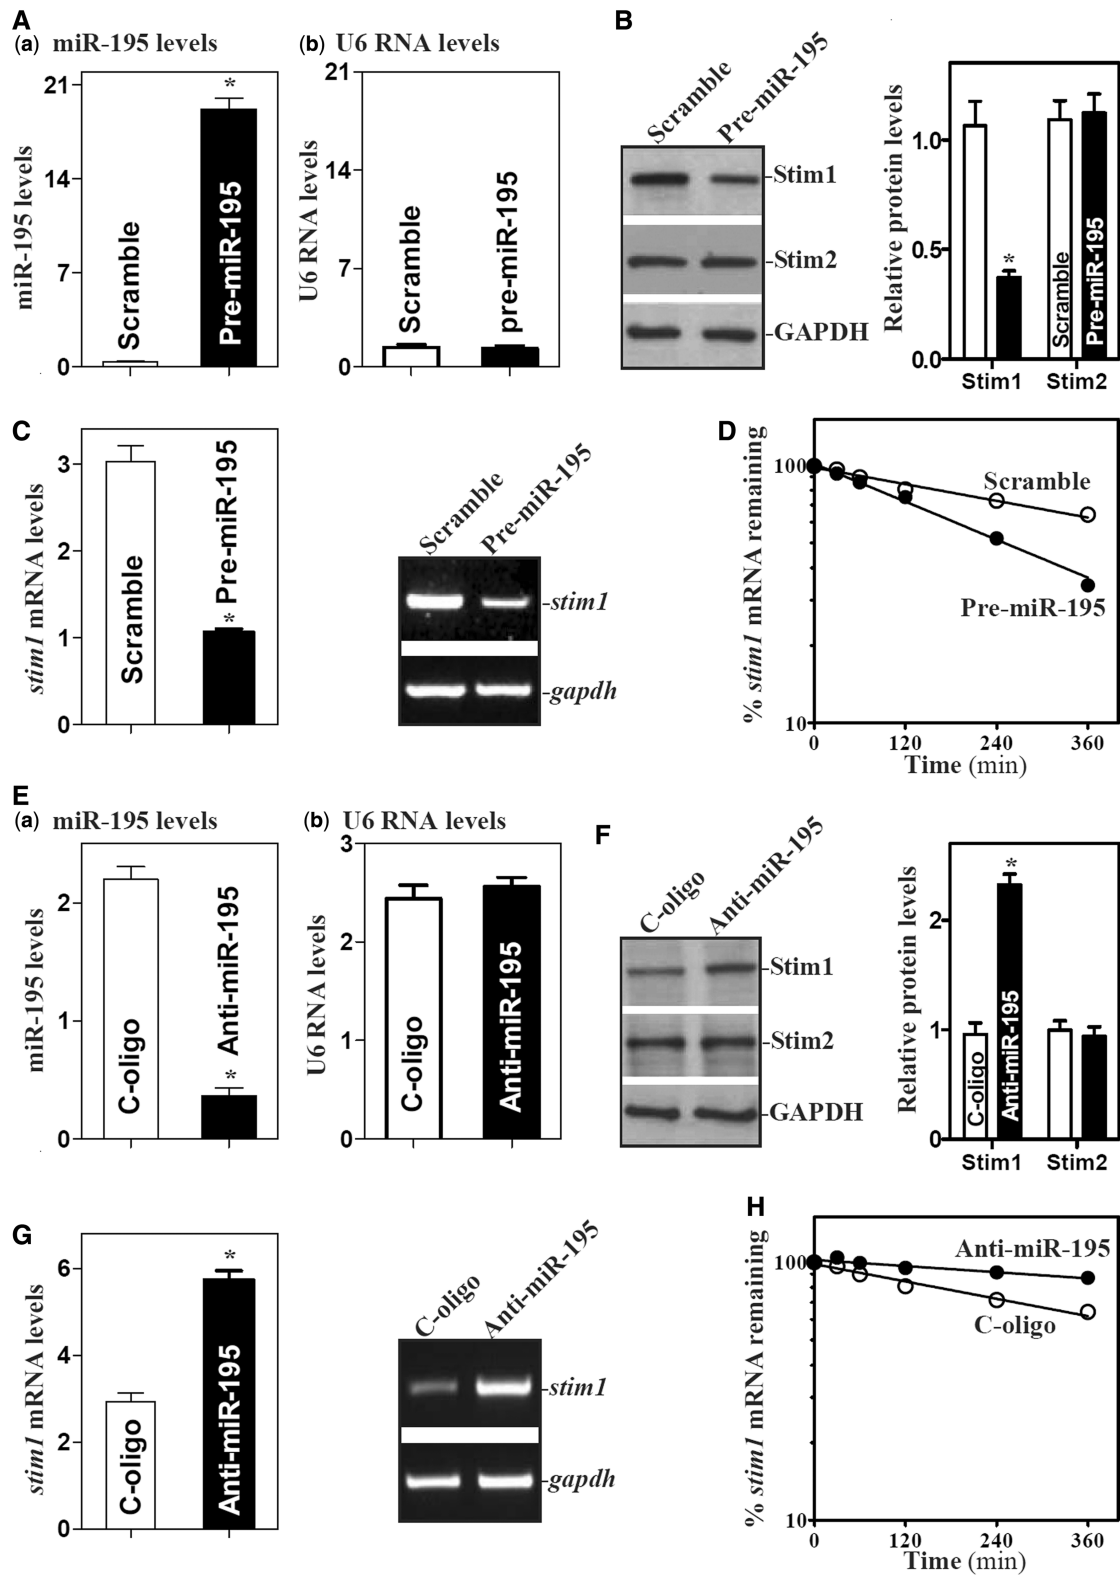 A
(a) miR-195 levels
miR-195 levels
21
14
7
0
Scramble
Pre-miR-195
*
(b) U6 RNA levels
U6 RNA levels
21
14
7
0
Scramble
pre-miR-195
B
Scramble
Pre-miR-195
-Stim1
-Stim2
-GAPDH
Relative protein levels
1.0
0.5
0.0
*
Scramble
Pre-miR-195
Stim1 Stim2
C
stim1 mRNA levels
3
2
1
0
Scramble
Pre-miR-195
*
Scramble
Pre-miR-195
-stim1
-gapdh
D
% stim1 mRNA remaining
100
10
Scramble
Pre-miR-195
0 120 240 360
Time (min)
E
(a) miR-195 levels
miR-195 levels
2
1
0
C-oligo
Anti-miR-195
*
(b) U6 RNA levels
U6 RNA levels
3
2
1
0
C-oligo
Anti-miR-195
F
C-oligo
Anti-miR-195
-Stim1
-Stim2
-GAPDH
Relative protein levels
2
1
0
*
C-oligo
Anti-miR-195
Stim1 Stim2
G
stim1 mRNA levels
6
4
2
0
C-oligo
Anti-miR-195
*
C-oligo
Anti-miR-195
-stim1
-gapdh
H
% stim1 mRNA remaining
100
10
Anti-miR-195
C-oligo
0 120 240 360
Time (min)